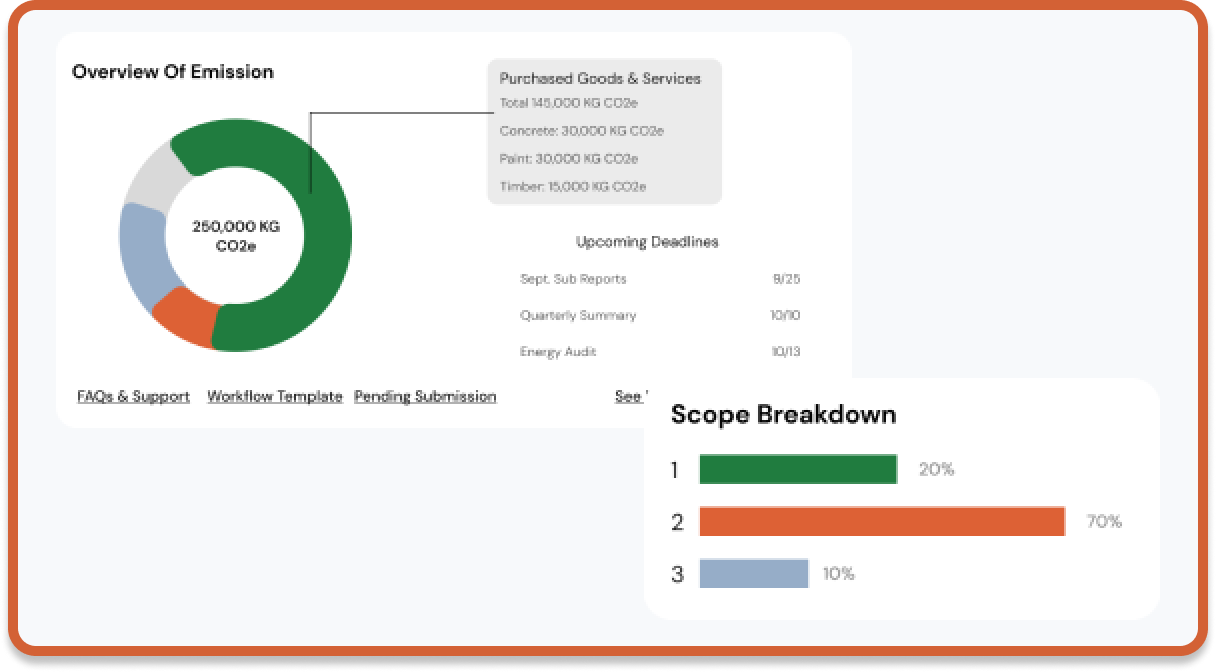 Overview Of Emission
250,000 KG
CO2e
Purchased Goods & Services
Total 145,000 KG CO2e
Concrete: 30,000 KG CO2e
Paint: 30,000 KG CO2e
Timber: 15,000 KG CO2e
Upcoming Deadlines
Sept. Sub Reports 9/25
Quarterly Summary 10/10
Energy Audit 10/13
FAQs & Support Workflow Template Pending Submission See
Scope Breakdown
1 20%
2 70%
3 10%